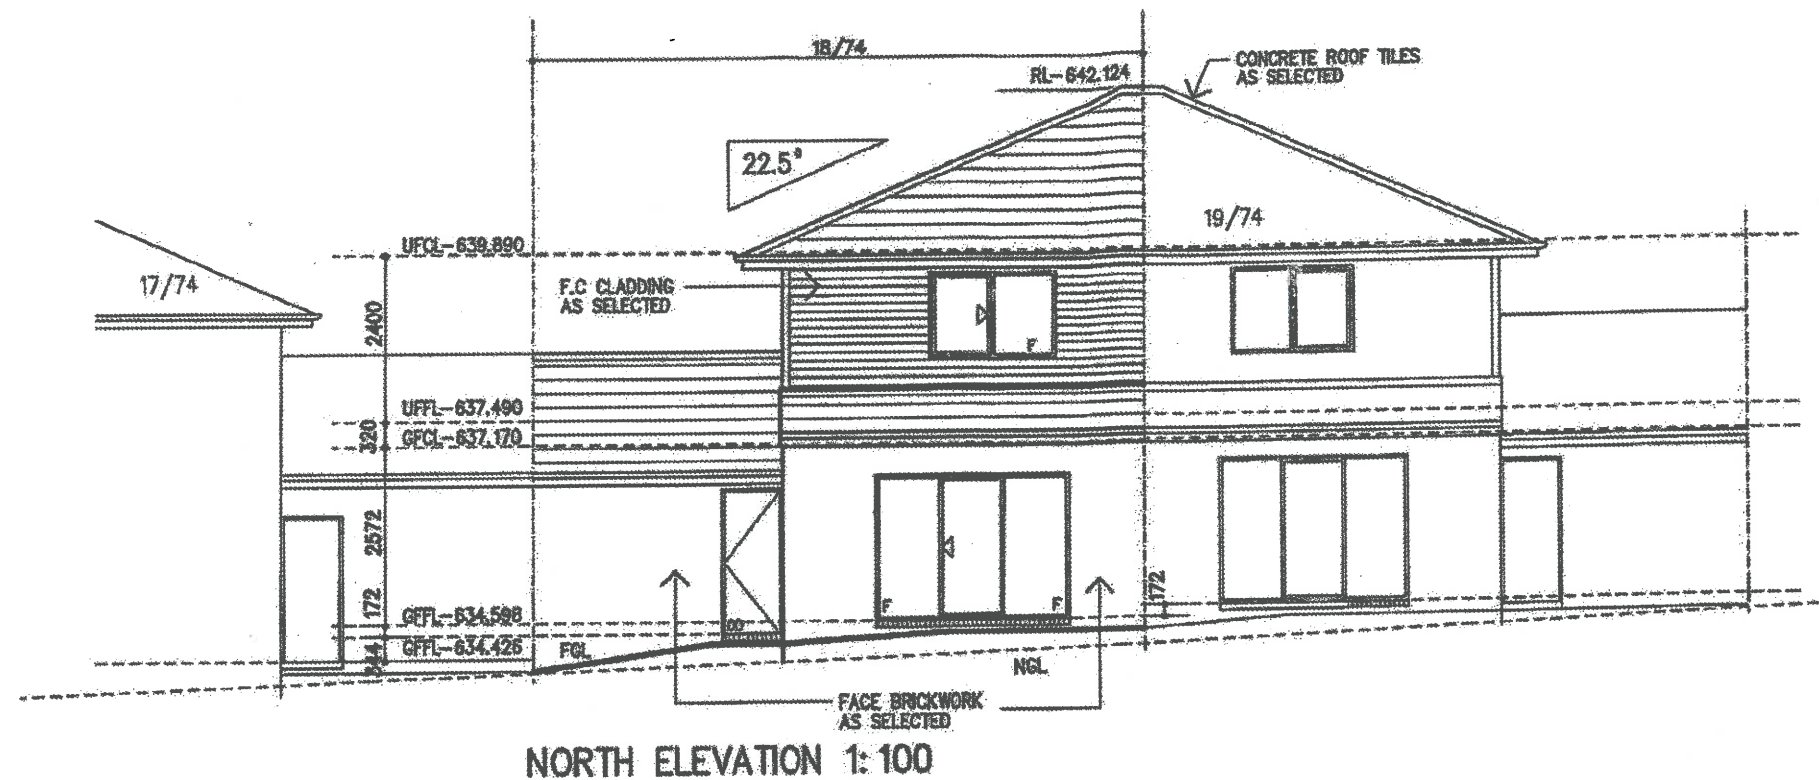 18/74
RL-642.124
CONCRETE ROOF TILES
AS SELECTED
22.5°
19/74
UFCL-639.890
17/74
F.C CLADDING
AS SELECTED
2400
F
UFFL-637.490
320
GFCL-637.170
2572
172
172
F
F
GFFL-634.598
GFFL-634.426
344
FGL
NGL
FACE BRICKWORK
AS SELECTED
NORTH ELEVATION 1:100